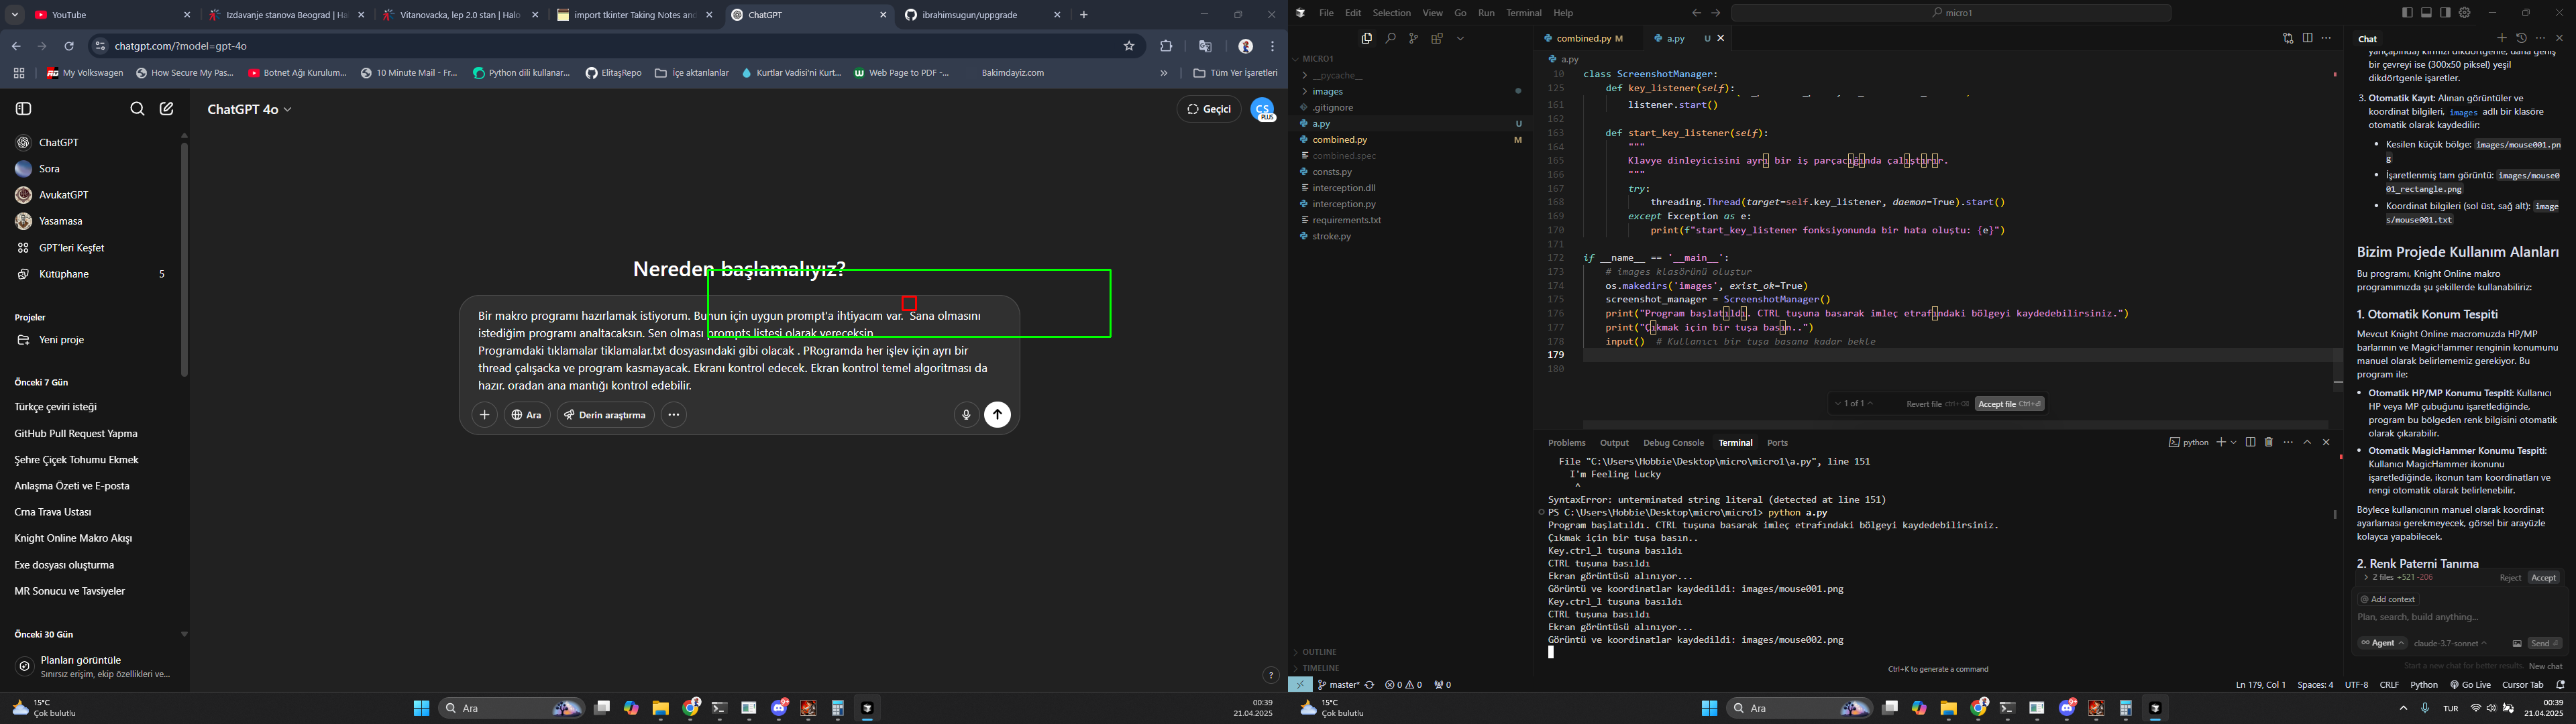 YouTube
Izdavanje stanova Beograd | Ha
Vitanovacka, lep 2.0 stan | Halo
import tkinter Taking Notes and
ChatGPT
ibrahimsugun/uppgrade
chatgpt.com/?model=gpt-4o
My Volkswagen
How Secure My Pas...
Botnet Ağı Kurulum...
10 Minute Mail - Fr...
Python dili kullanar...
ElitaşRepo
İçe aktarılanlar
Kurtlar Vadisi'ni Kurt...
Web Page to PDF -...
Bakimdayiz.com
Tüm Yer İşaretleri
ChatGPT 4o
Geçici
CS
PLUS
ChatGPT
Sora
AvukatGPT
Yasamasa
GPT'leri Keşfet
Kütüphane
5
Projeler
Yeni proje
Önceki 7 Gün
Türkçe çeviri isteği
GitHub Pull Request Yapma
Şehre Çiçek Tohumu Ekmek
Anlaşma Özeti ve E-posta
Crna Trava Ustası
Knight Online Makro Akışı
Exe dosyası oluşturma
MR Sonucu ve Tavsiyeler
Önceki 30 Gün
Planları görüntüle
Sınırsız erişim, ekip özellikleri ve...
Nereden başlamalıyız?
Bir makro programı hazırlamak istiyorum. Bunun için uygun prompt'a ihtiyacım var. Sana olmasını
istediğim programı analtacaksın. Sen olması prompts listesi olarak vereceksin
Programdaki tıklamalar tiklamalar.txt dosyasındaki gibi olacak . PRogramda her işlev için ayrı bir
thread çalışacka ve program kasmayacak. Ekranı kontrol edecek. Ekran kontrol temel algoritması da
hazır. oradan ana mantığı kontrol edebilir.
Ara
Derin araştırma
?
15°C
Çok bulutlu
Ara
00:39
21.04.2025
File Edit Selection View Go Run Terminal Help
micro1
MICRO1
__pycache__
images
.gitignore
a.py U
combined.py M
combined.spec
consts.py
interception.dll
interception.py
requirements.txt
stroke.py
OUTLINE
TIMELINE
combined.py M
a.py U
a.py
10 class ScreenshotManager:
125 def key_listener(self):
161 listener.start()
162
163 def start_key_listener(self):
164 """
165 Klavye dinleyicisini ayrı bir iş parçacığında çalıştırır.
166 """
167 try:
168 threading.Thread(target=self.key_listener, daemon=True).start()
169 except Exception as e:
170 print(f"start_key_listener fonksiyonunda bir hata oluştu: {e}")
171
172 if __name__ == '__main__':
173 # images klasörünü oluştur
174 os.makedirs('images', exist_ok=True)
175 screenshot_manager = ScreenshotManager()
176 print("Program başlatıldı. CTRL tuşuna basarak imleç etrafındaki bölgeyi kaydedebilirsiniz.")
177 print("Çıkmak için bir tuşa basın..")
178 input() # Kullanıcı bir tuşa basana kadar bekle
179
180
1 of 1
Revert file ctrl+⌫
Accept file Ctrl+⏎
Problems Output Debug Console Terminal Ports
python
File "C:\Users\Hobbie\Desktop\micro\micro1\a.py", line 151
I'm Feeling Lucky
^
SyntaxError: unterminated string literal (detected at line 151)
PS C:\Users\Hobbie\Desktop\micro\micro1> python a.py
Program başlatıldı. CTRL tuşuna basarak imleç etrafındaki bölgeyi kaydedebilirsiniz.
Çıkmak için bir tuşa basın..
Key.ctrl_l tuşuna basıldı
CTRL tuşuna basıldı
Ekran görüntüsü alınıyor...
Görüntü ve koordinatlar kaydedildi: images/mouse001.png
Key.ctrl_l tuşuna basıldı
CTRL tuşuna basıldı
Ekran görüntüsü alınıyor...
Görüntü ve koordinatlar kaydedildi: images/mouse002.png
Ctrl+K to generate a command
Chat
yarıçapında) kırmızı dikdörtgenle, daha geniş
bir çevreyi ise (300x50 piksel) yeşil
dikdörtgenle işaretler.
3. Otomatik Kayıt: Alınan görüntüler ve
koordinat bilgileri, images adlı bir klasöre
otomatik olarak kaydedilir:
• Kesilen küçük bölge: images/mouse001.pn
g
• İşaretlenmiş tam görüntü: images/mouse0
01_rectangle.png
• Koordinat bilgileri (sol üst, sağ alt): image
s/mouse001.txt
Bizim Projede Kullanım Alanları
Bu programı, Knight Online makro
programımızda şu şekillerde kullanabiliriz:
1. Otomatik Konum Tespiti
Mevcut Knight Online macromuzda HP/MP
barlarının ve MagicHammer renginin konumunu
manuel olarak belirlememiz gerekiyor. Bu
program ile:
• Otomatik HP/MP Konumu Tespiti: Kullanıcı
HP veya MP çubuğunu işaretlediğinde,
program bu bölgeden renk bilgisini otomatik
olarak çıkarabilir.
• Otomatik MagicHammer Konumu Tespiti:
Kullanıcı MagicHammer ikonunu
işaretlediğinde, ikonun tam koordinatları ve
rengi otomatik olarak belirlenebilir.
Böylece kullanıcının manuel olarak koordinat
ayarlaması gerekmeyecek, görsel bir arayüzle
kolayca yapabilecek.
2. Renk Paterni Tanıma
2 files +521 -206
Reject Accept
Add context
Plan, search, build anything...
Agent
claude-3.7-sonnet
Send
Start a new chat for better results. New chat
master*
0 0
0
Ln 179, Col 1 Spaces: 4 UTF-8 CRLF Python Go Live Cursor Tab
15°C
Çok bulutlu
Ara
TUR
00:39
21.04.2025